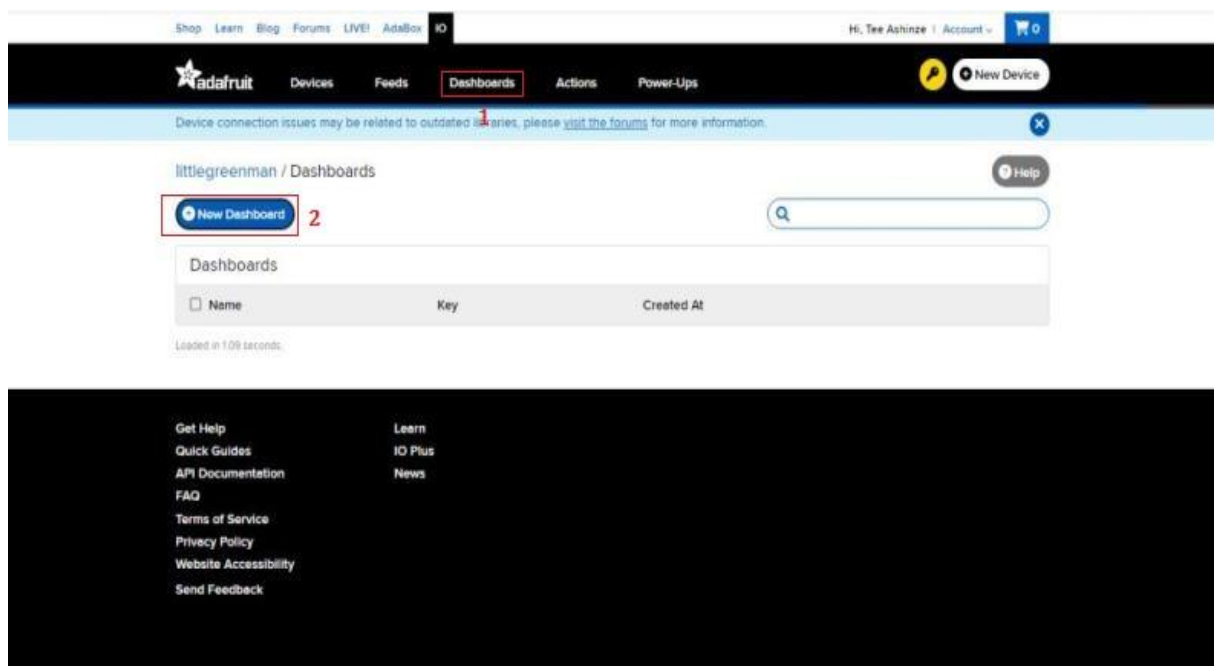 Shop Learn Blog Forums LIVE! AdaBox IO Hi, Tee Ashinze | Account 0
adafruit Devices Feeds Dashboards Actions Power-Ups New Device
1
Device connection issues may be related to outdated libraries, please visit the forums for more information.
littlegreenman / Dashboards Help
New Dashboard 2
Dashboards
Name Key Created At
Loaded in 1.09 seconds.
Get Help Learn
Quick Guides IO Plus
API Documentation News
FAQ
Terms of Service
Privacy Policy
Website Accessibility
Send Feedback